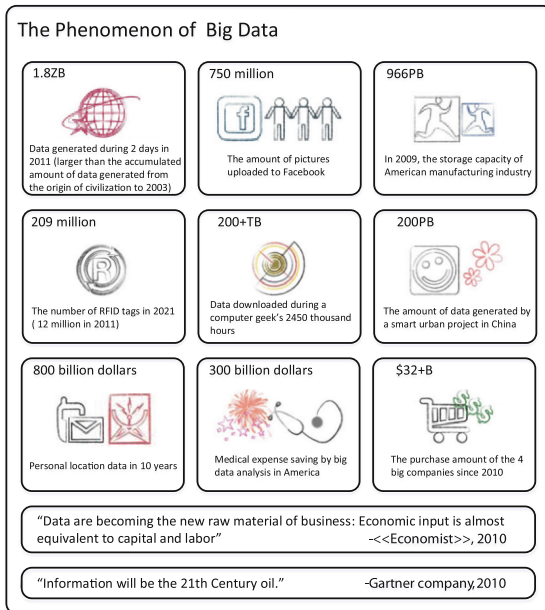 The Phenomenon of Big Data
1.8ZB
Data generated during 2 days in
2011 (larger than the accumulated
amount of data generated from
the origin of civilization to 2003)
750 million
f
The amount of pictures
uploaded to Facebook
966PB
In 2009, the storage capacity of
American manufacturing industry
209 million
R
The number of RFID tags in 2021
( 12 million in 2011)
200+TB
Data downloaded during a
computer geek's 2450 thousand
hours
200PB
The amount of data generated by
a smart urban project in China
800 billion dollars
Personal location data in 10 years
300 billion dollars
Medical expense saving by big
data analysis in America
$32+B
$$$
The purchase amount of the 4
big companies since 2010
“Data are becoming the new raw material of business: Economic input is almost
equivalent to capital and labor” -<<Economist>>, 2010
“Information will be the 21th Century oil.” -Gartner company,2010